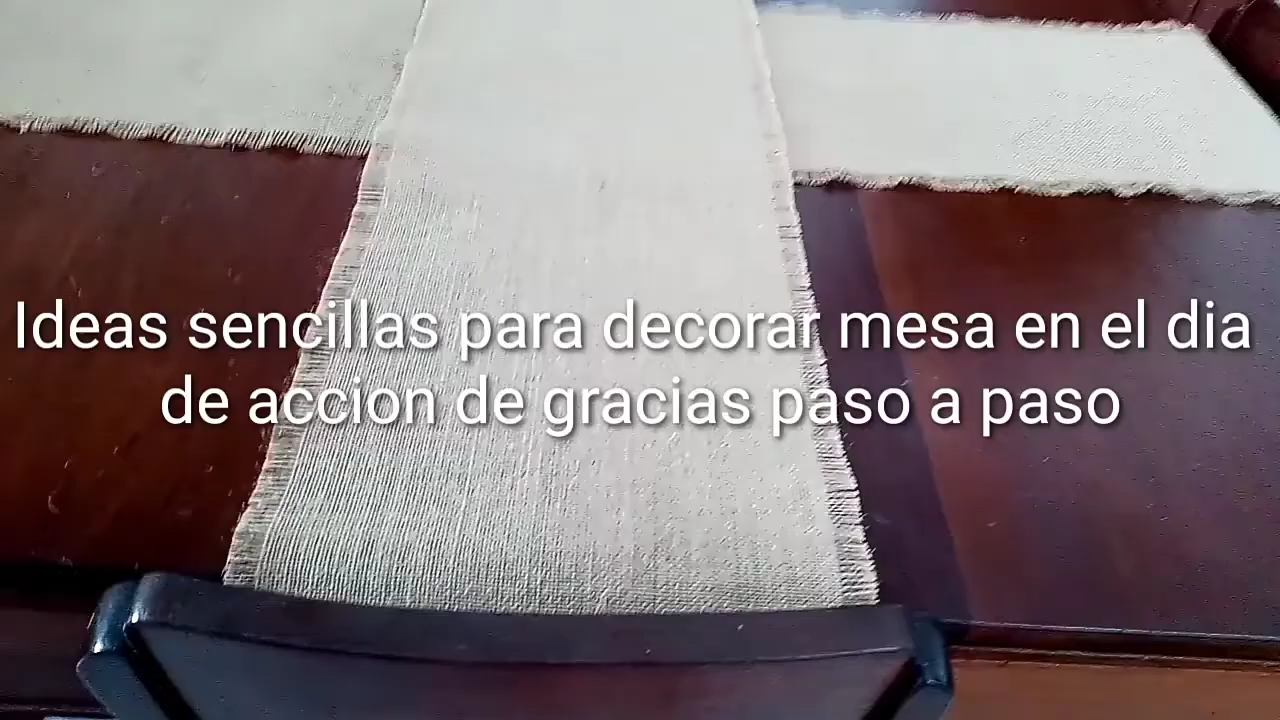 Ideas sencillas para decorar mesa en el dia
de accion de gracias paso a paso